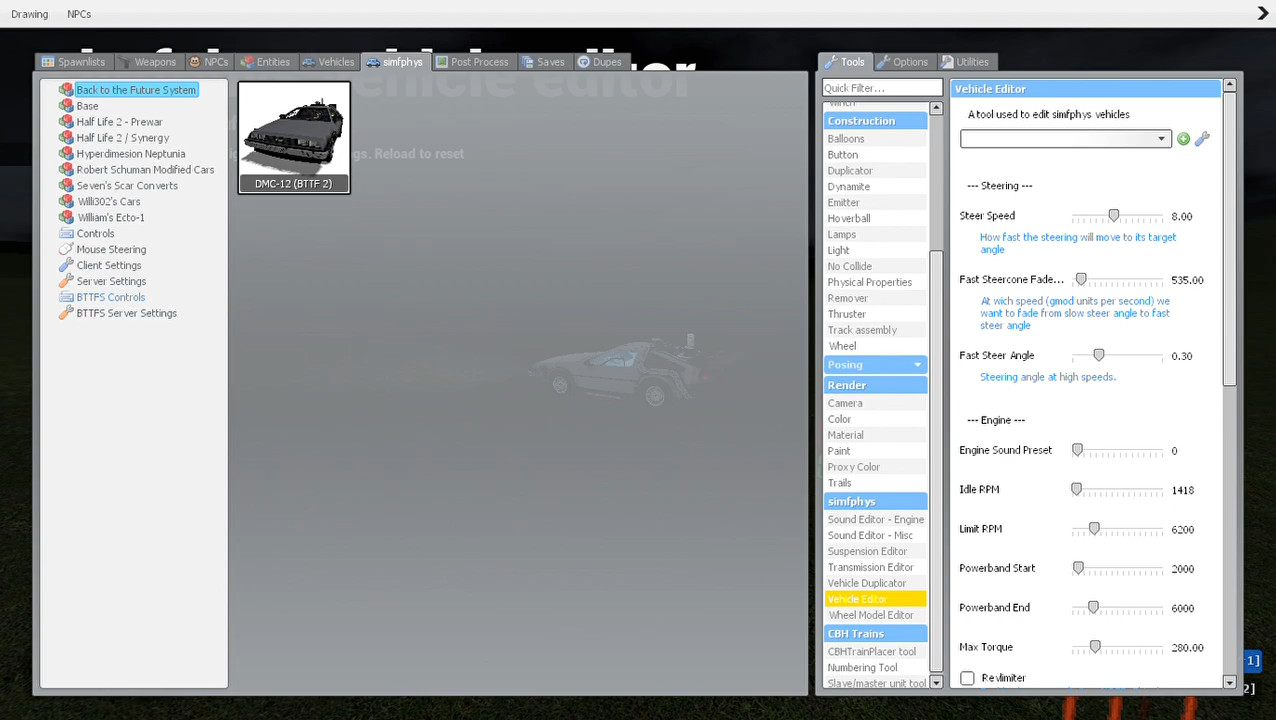 Drawing NPCs
Spawnlists Weapons NPCs Entities Vehicles simfphys Post Process Saves Dupes
Back to the Future System
Base
Half Life 2 - Prewar
Half Life 2 / Synergy
Hyperdimesion Neptunia
Robert Schuman Modified Cars
Seven's Scar Converts
Willi302's Cars
William's Ecto-1
Controls
Mouse Steering
Client Settings
Server Settings
BTTFS Controls
BTTFS Server Settings
gs. Reload to reset
DMC-12 (BTTF 2)
Tools Options Utilities
Quick Filter...
Winch
Construction
Balloons
Button
Duplicator
Dynamite
Emitter
Hoverball
Lamps
Light
No Collide
Physical Properties
Remover
Thruster
Track assembly
Wheel
Posing
Render
Camera
Color
Material
Paint
Proxy Color
Trails
simfphys
Sound Editor - Engine
Sound Editor - Misc
Suspension Editor
Transmission Editor
Vehicle Duplicator
Vehicle Editor
Wheel Model Editor
CBH Trains
CBHTrainPlacer tool
Numbering Tool
Slave/master unit tool
Vehicle Editor
A tool used to edit simfphys vehicles
--- Steering ---
Steer Speed 8.00
How fast the steering will move to its target
angle
Fast Steercone Fade... 535.00
At wich speed (gmod units per second) we
want to fade from slow steer angle to fast
steer angle
Fast Steer Angle 0.30
Steering angle at high speeds.
--- Engine ---
Engine Sound Preset 0
Idle RPM 1418
Limit RPM 6200
Powerband Start 2000
Powerband End 6000
Max Torque 280.00
Revlimiter
1]
2]